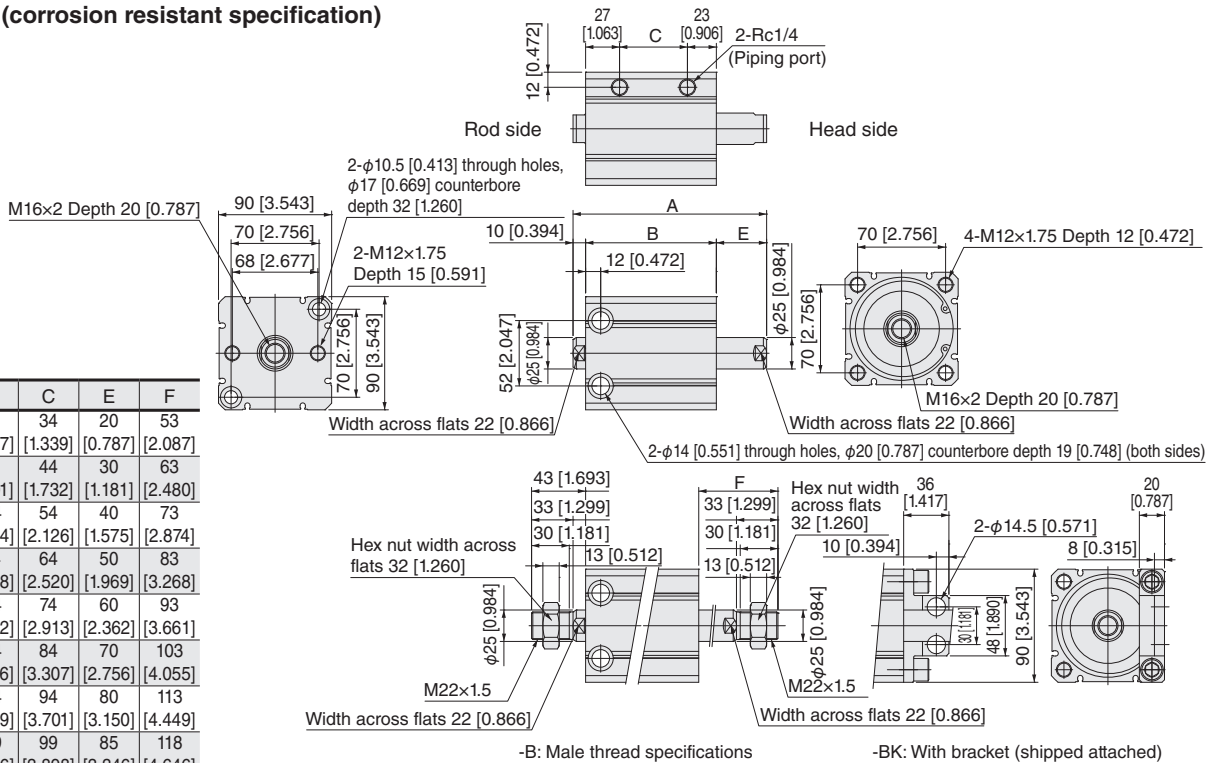 (corrosion resistant specification)
27
[1.063]
C
23
[0.906]
2-Rc1/4
(Piping port)
12 [0.472]
Rod side
Head side
2-φ10.5 [0.413] through holes,
φ17 [0.669] counterbore
depth 32 [1.260]
M16×2 Depth 20 [0.787]
90 [3.543]
70 [2.756]
68 [2.677]
2-M12×1.75
Depth 15 [0.591]
70 [2.756]
90 [3.543]
A
10 [0.394]
B
E
12 [0.472]
φ25 [0.984]
52 [2.047]
φ25 [0.984]
70 [2.756]
4-M12×1.75 Depth 12 [0.472]
70 [2.756]
M16×2 Depth 20 [0.787]
Width across flats 22 [0.866]
Width across flats 22 [0.866]
2-φ14 [0.551] through holes, φ20 [0.787] counterbore depth 19 [0.748] (both sides)
C E F
34 20 53
7] [1.339] [0.787] [2.087]
44 30 63
1] [1.732] [1.181] [2.480]
54 40 73
4] [2.126] [1.575] [2.874]
64 50 83
8] [2.520] [1.969] [3.268]
74 60 93
2] [2.913] [2.362] [3.661]
84 70 103
6] [3.307] [2.756] [4.055]
94 80 113
9] [3.701] [3.150] [4.449]
99 85 118
43 [1.693]
33 [1.299]
30 [1.181]
13 [0.512]
Hex nut width across
flats 32 [1.260]
φ25 [0.984]
M22×1.5
Width across flats 22 [0.866]
F
33 [1.299]
30 [1.181]
13 [0.512]
Hex nut width
across flats
32 [1.260]
φ25 [0.984]
M22×1.5
Width across flats 22 [0.866]
36
[1.417]
10 [0.394]
2-φ14.5 [0.571]
30 [1.181]
48 [1.890]
90 [3.543]
20
[0.787]
8 [0.315]
-B: Male thread specifications
-BK: With bracket (shipped attached)